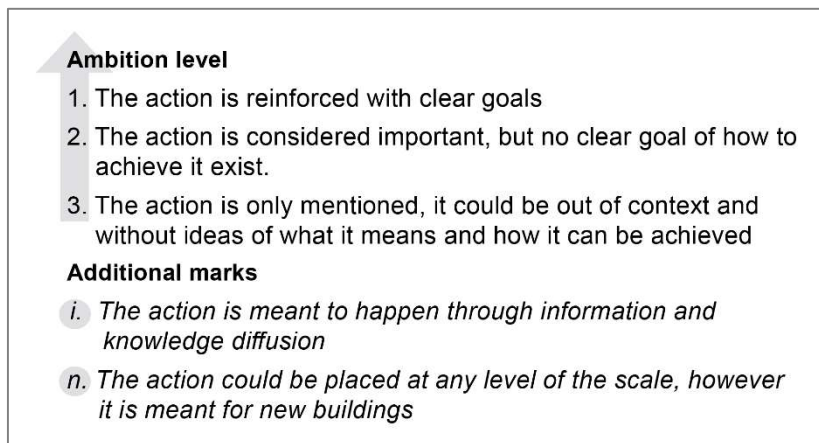 Ambition level
1. The action is reinforced with clear goals
2. The action is considered important, but no clear goal of how to
achieve it exist.
3. The action is only mentioned, it could be out of context and
without ideas of what it means and how it can be achieved
Additional marks
i. The action is meant to happen through information and
knowledge diffusion
n. The action could be placed at any level of the scale, however
it is meant for new buildings